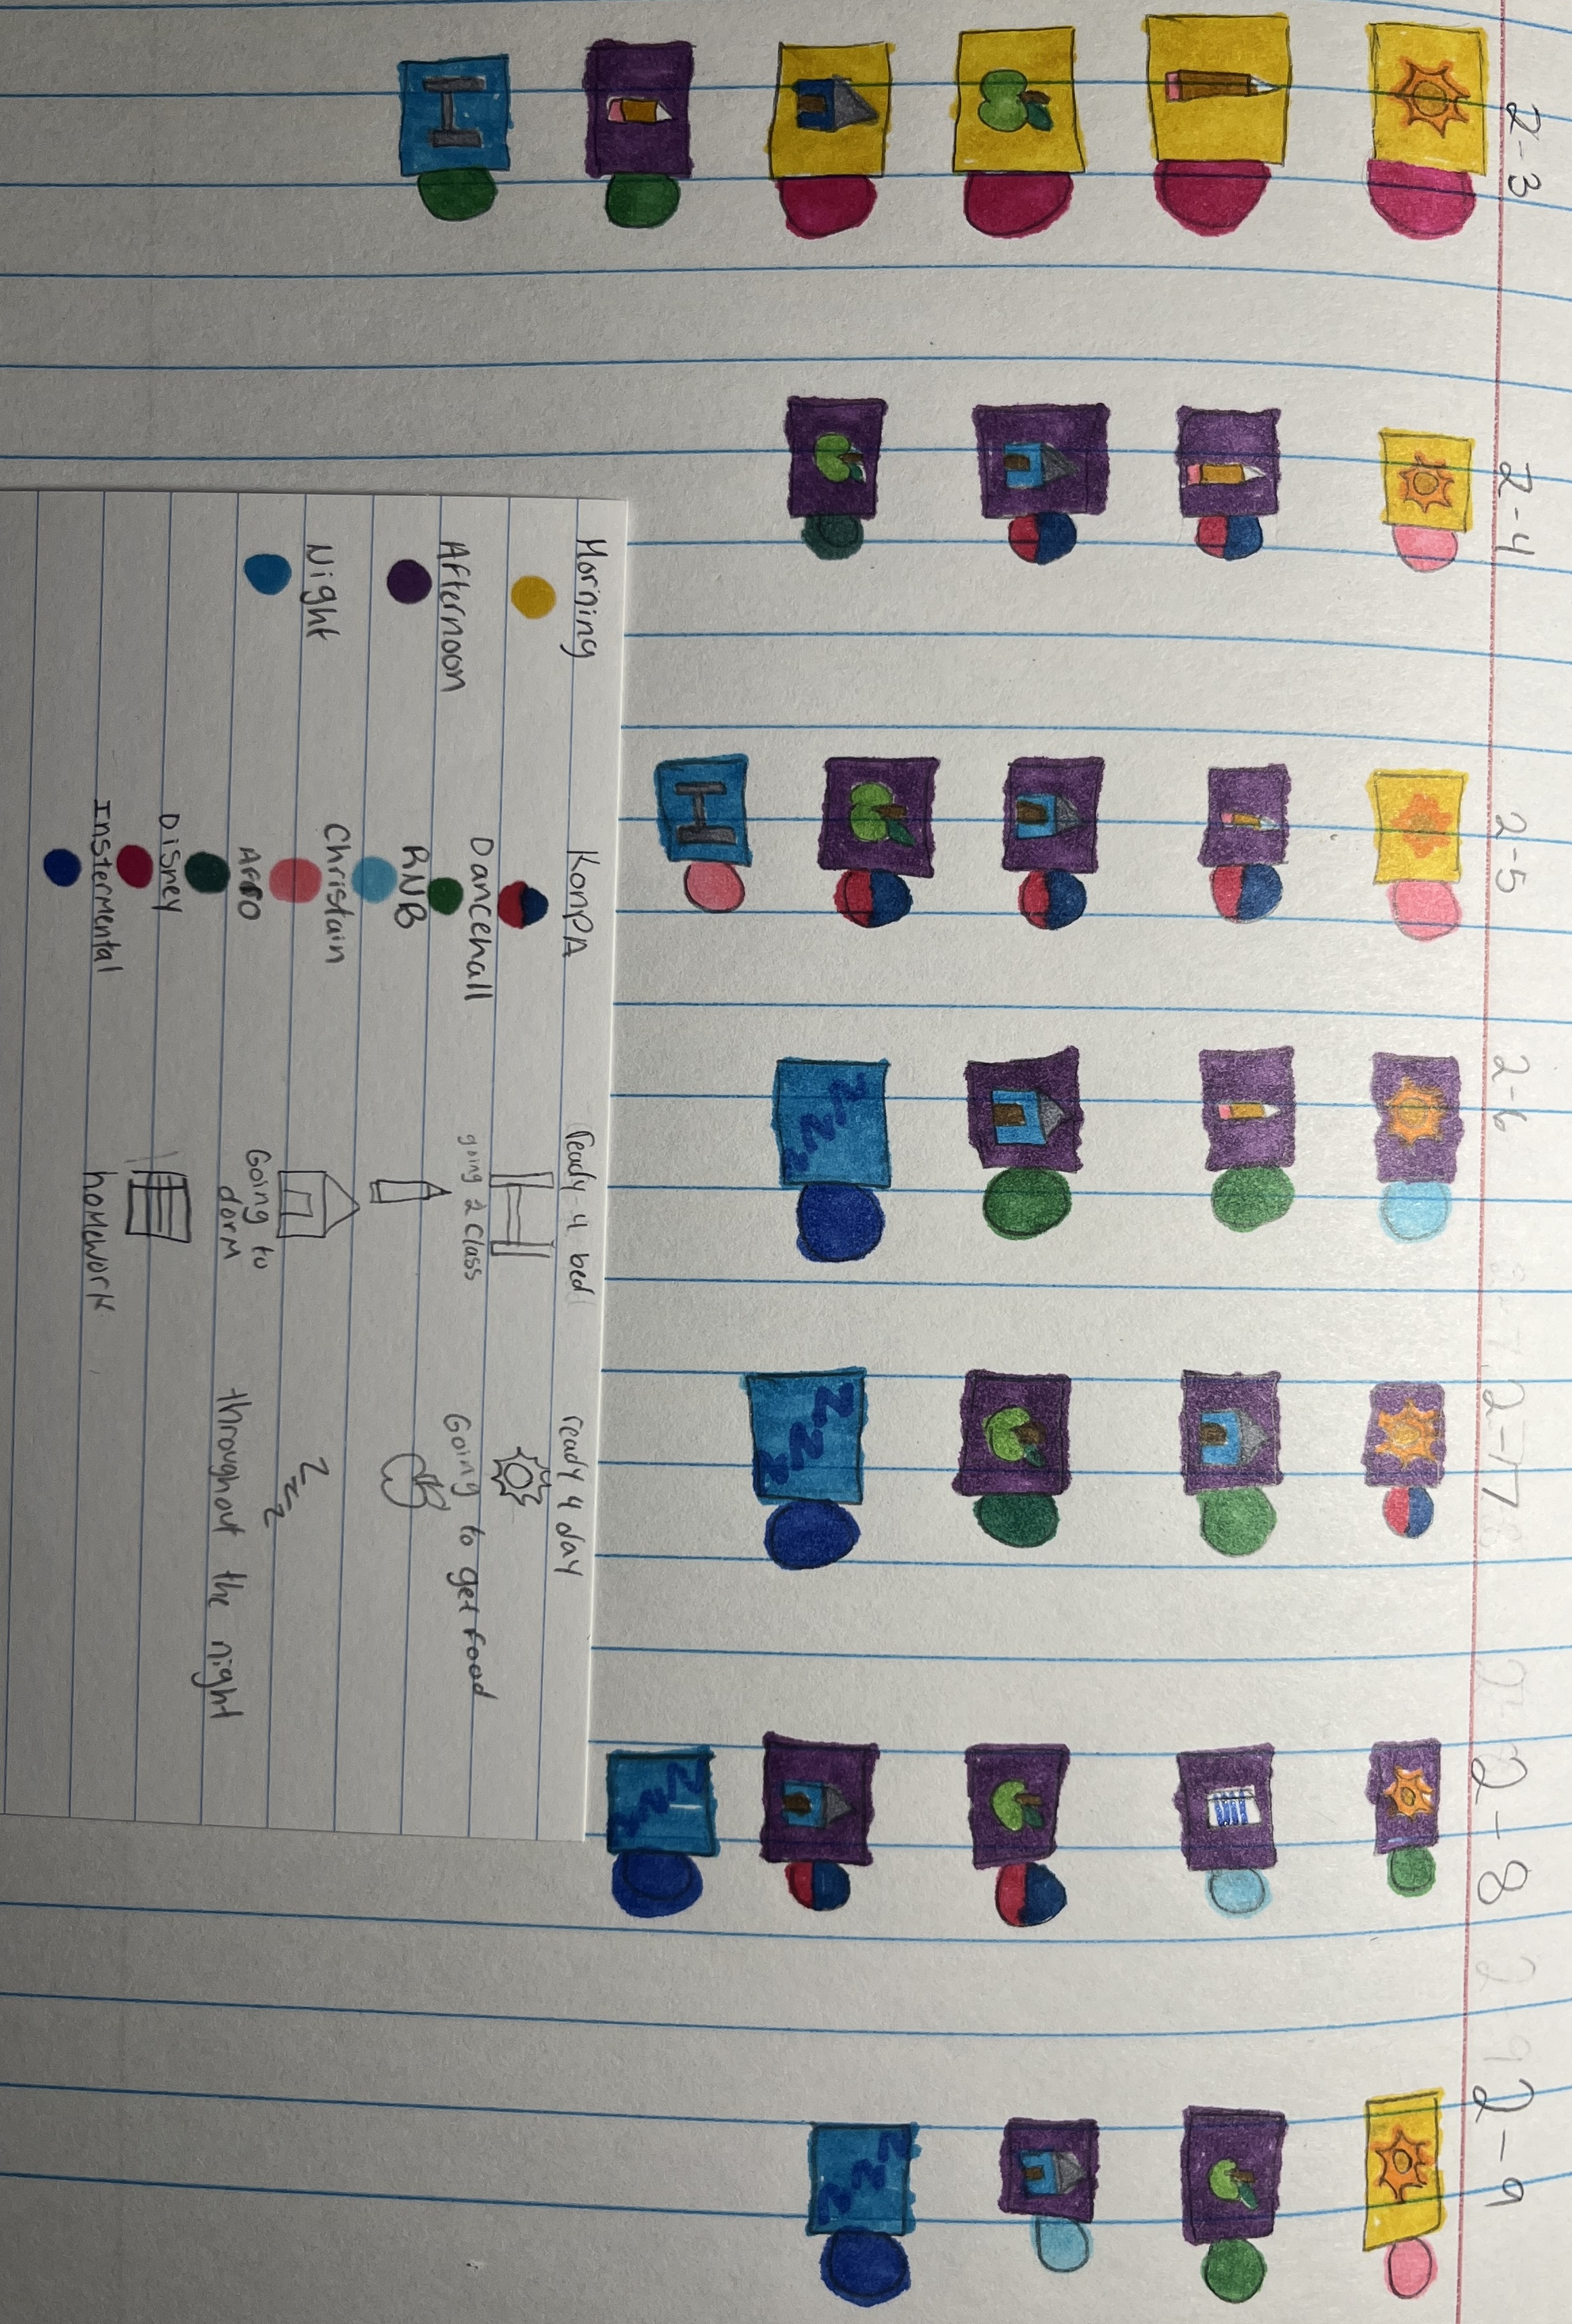 2-3 2-4 2-5 2-6 2-7 2-8 2-9
Morning
Afternoon
Night
KonPA
Dancehall
RNB
Christain
Afro
Disney
Instermental
ready 4 bed
going 2 Class
Going to
dorm
homework
ready 4 day
Going to get food
zzz
throughout the night